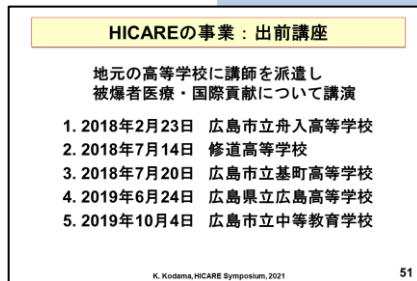 HICAREの事業：出前講座
地元の高等学校に講師を派遣し
被爆者医療・国際貢献について講演
1. 2018年2月23日 広島市立舟入高等学校
2. 2018年7月14日 修道高等学校
3. 2018年7月20日 広島市立基町高等学校
4. 2019年6月24日 広島県立広島高等学校
5. 2019年10月4日 広島市立中等教育学校
K. Kodama, HICARE Symposium, 2021
51